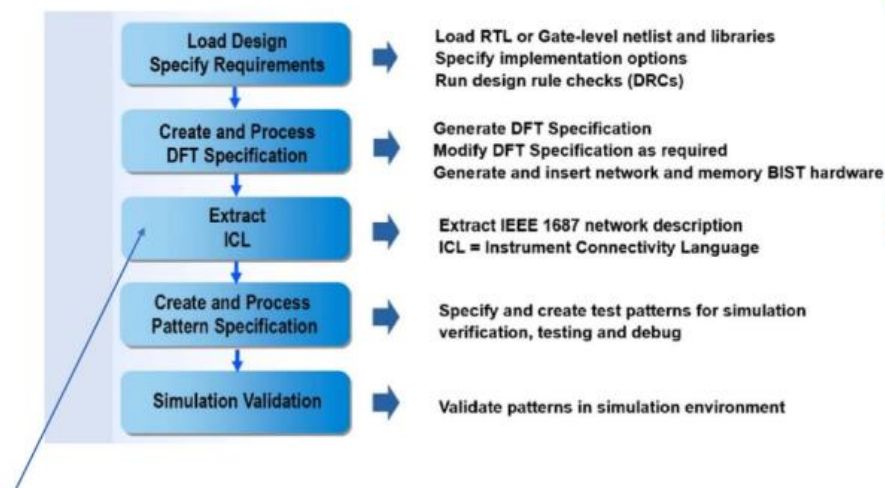 Load Design
Specify Requirements
Load RTL or Gate-level netlist and libraries
Specify implementation options
Run design rule checks (DRCs)
Create and Process
DFT Specification
Generate DFT Specification
Modify DFT Specification as required
Generate and insert network and memory BIST hardware
Extract
ICL
Extract IEEE 1687 network description
ICL = Instrument Connectivity Language
Create and Process
Pattern Specification
Specify and create test patterns for simulation
verification, testing and debug
Simulation Validation
Validate patterns in simulation environment